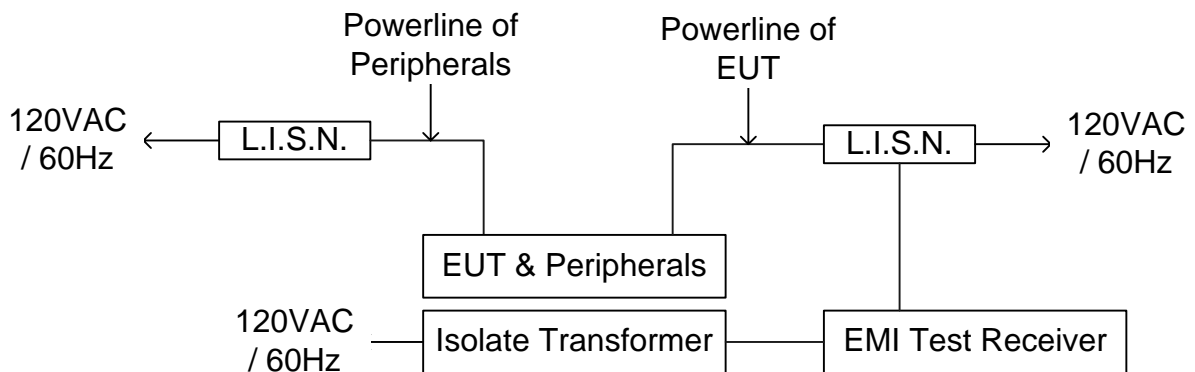 Powerline of
Peripherals
Powerline of
EUT
120VAC
/ 60Hz
L.I.S.N.
L.I.S.N.
120VAC
/ 60Hz
EUT & Peripherals
120VAC
/ 60Hz
Isolate Transformer
EMI Test Receiver